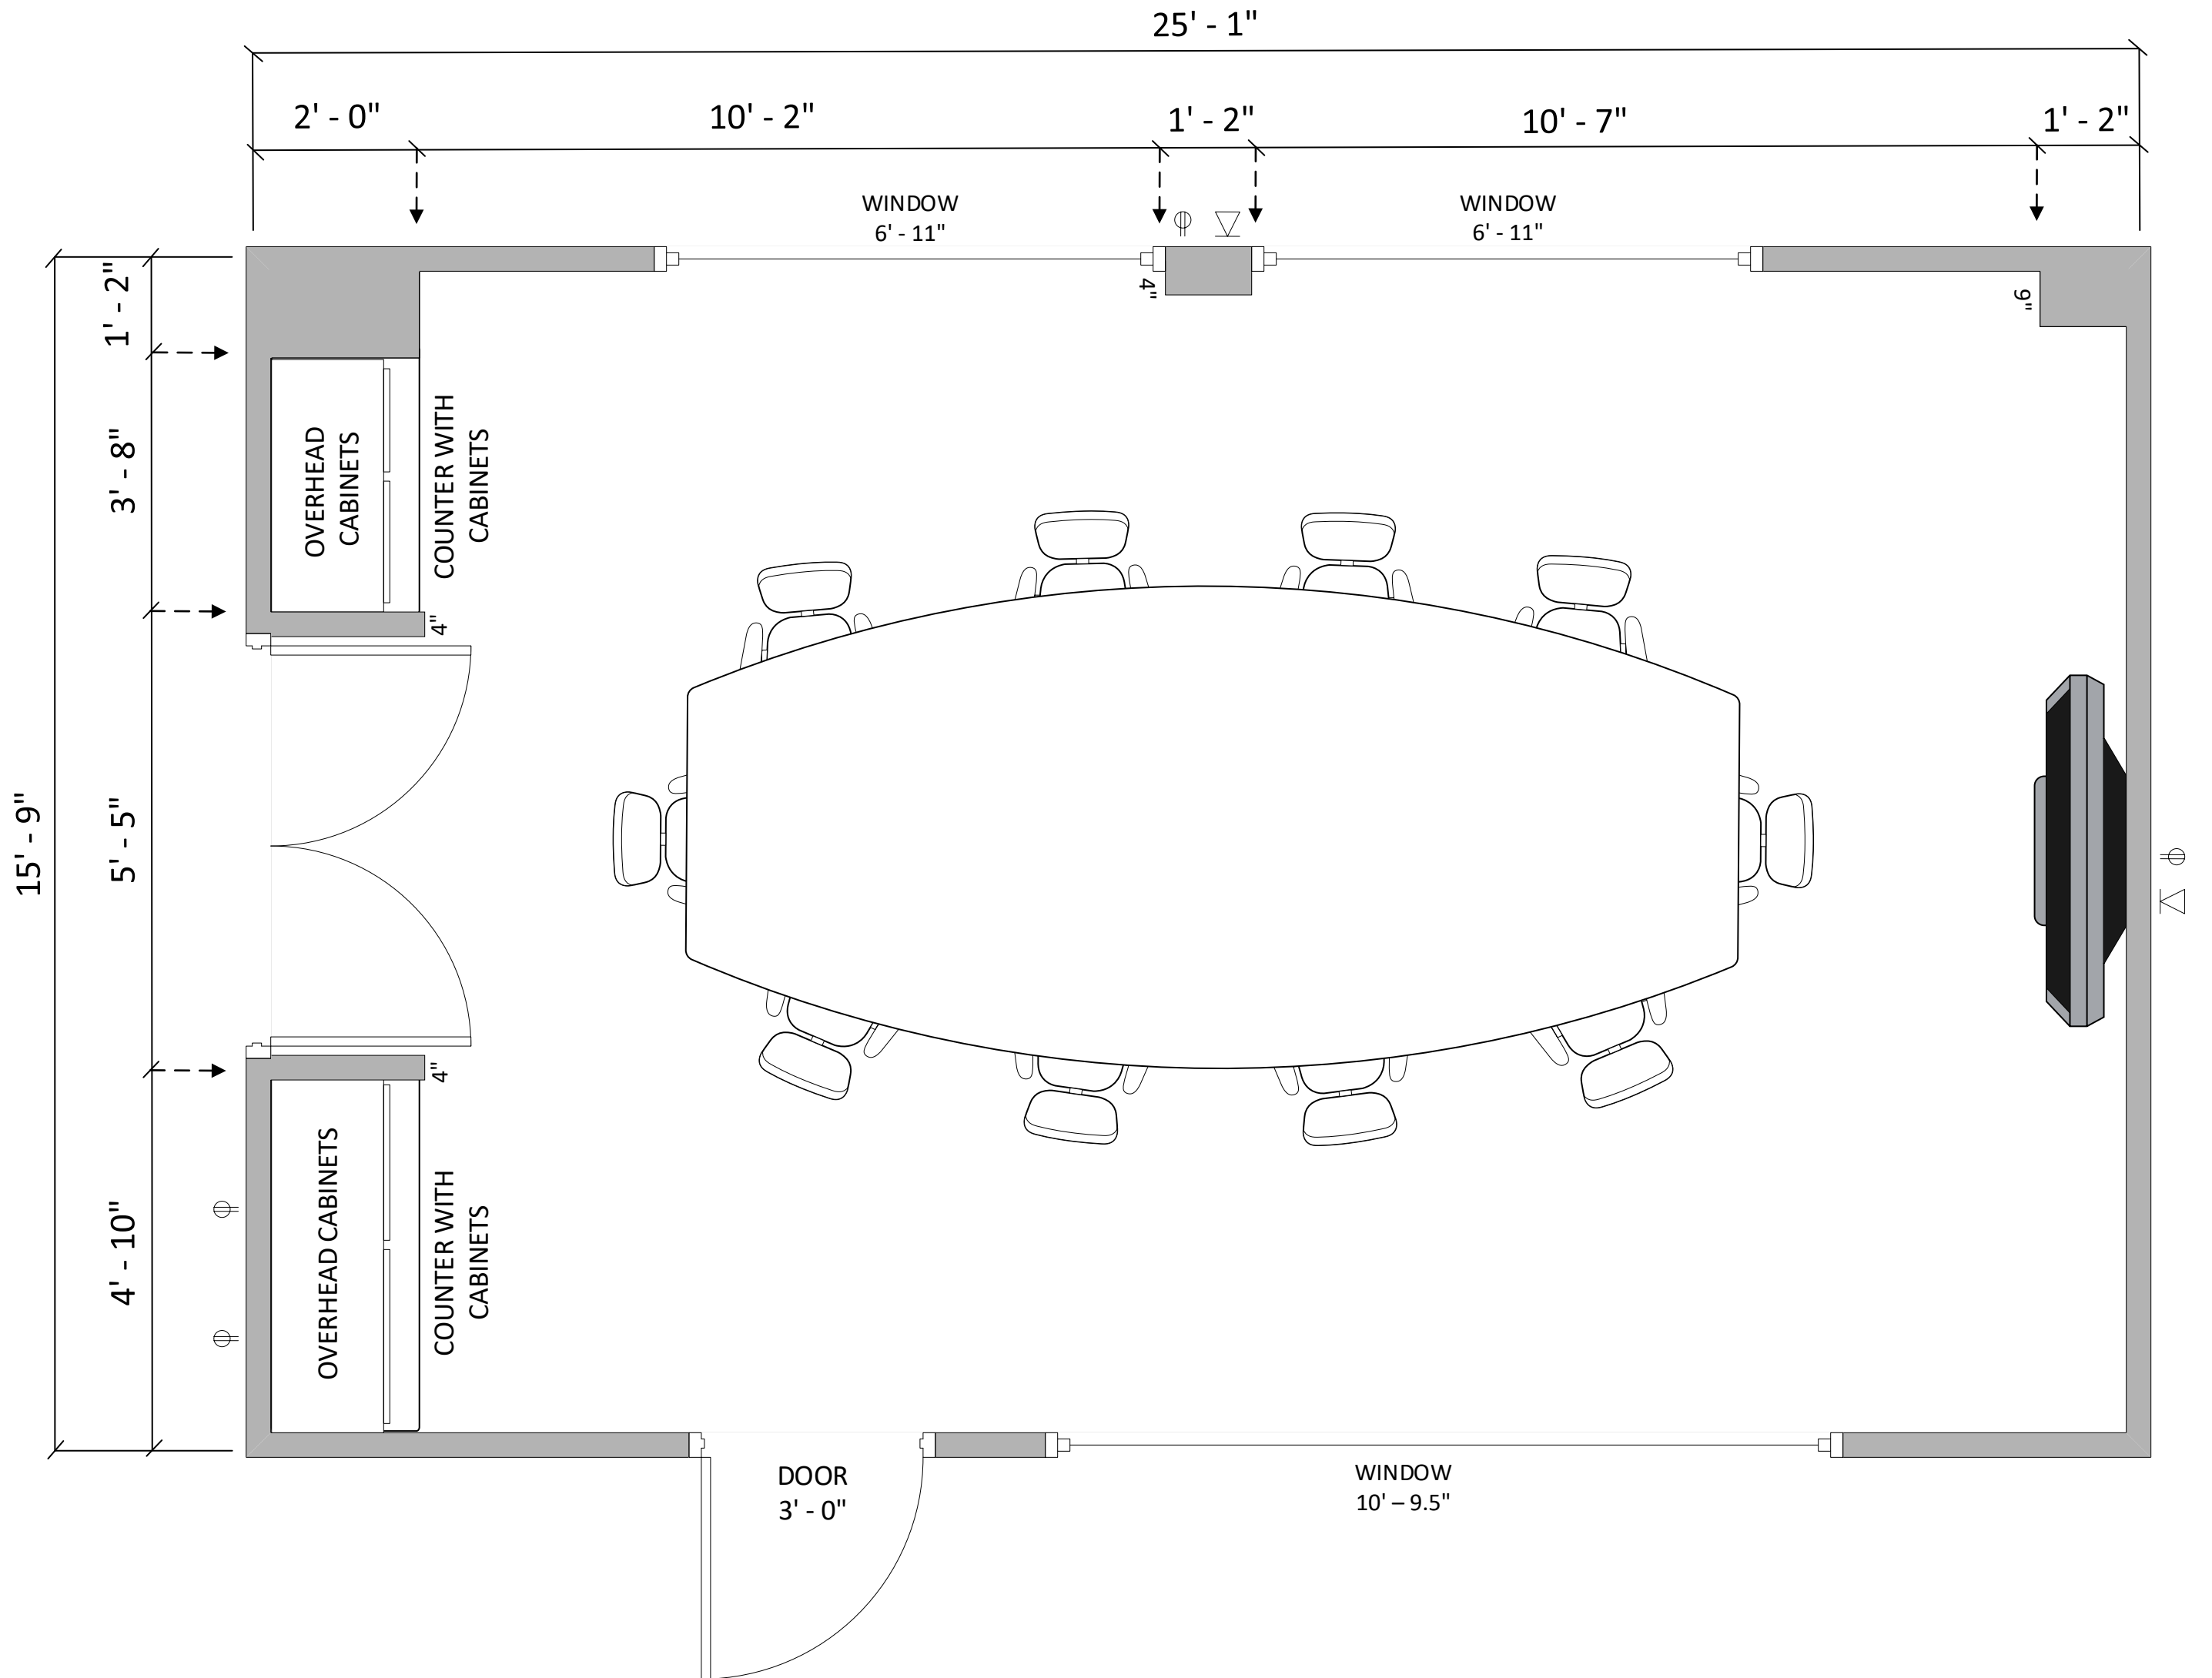 25' - 1"
2' - 0"
10' - 2"
1' - 2"
10' - 7"
1' - 2"
WINDOW
6' - 11"
WINDOW
6' - 11"
4"
9"
15' - 9"
1' - 2"
3' - 8"
5' - 5"
4' - 10"
OVERHEAD
CABINETS
COUNTER WITH
CABINETS
4"
4"
OVERHEAD CABINETS
COUNTER WITH
CABINETS
DOOR
3' - 0"
WINDOW
10' – 9.5"